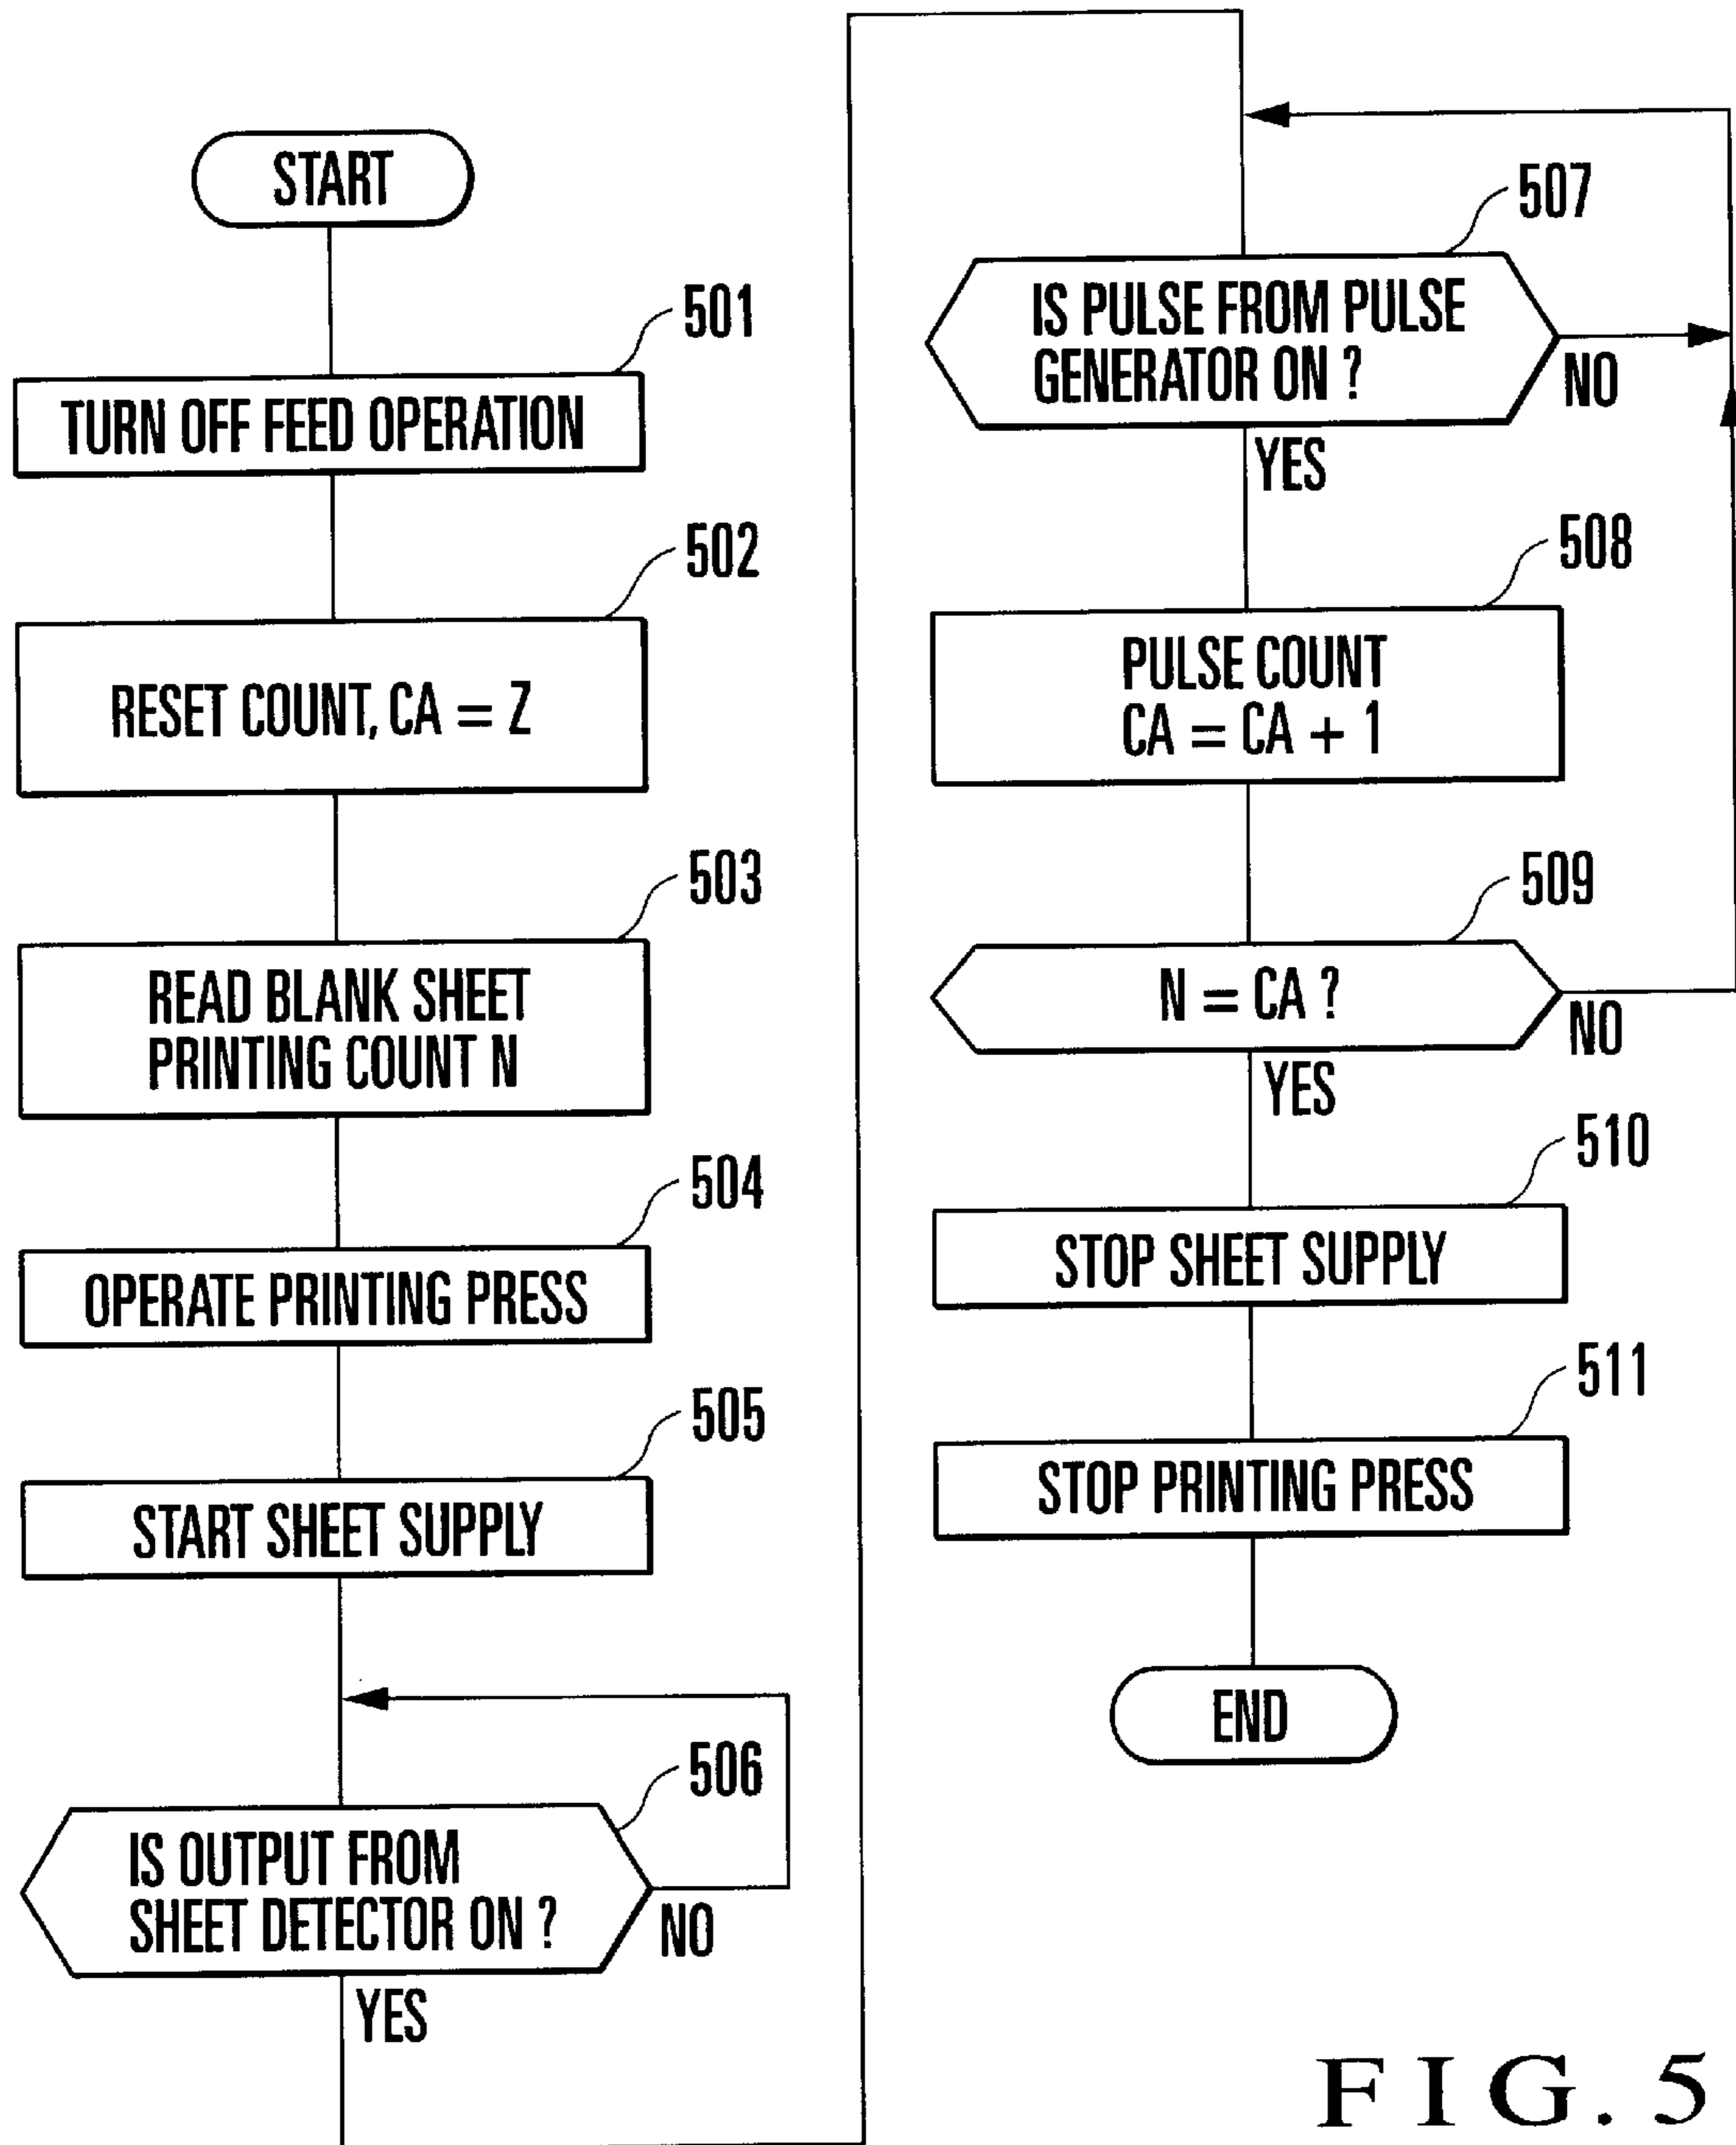 START
501
TURN OFF FEED OPERATION
502
RESET COUNT, CA = Z
503
READ BLANK SHEET
PRINTING COUNT N
504
OPERATE PRINTING PRESS
505
START SHEET SUPPLY
506
IS OUTPUT FROM
SHEET DETECTOR ON ?
NO
YES
507
IS PULSE FROM PULSE
GENERATOR ON ?
NO
YES
508
PULSE COUNT
CA = CA + 1
509
N = CA ?
NO
YES
510
STOP SHEET SUPPLY
511
STOP PRINTING PRESS
END
FIG. 5